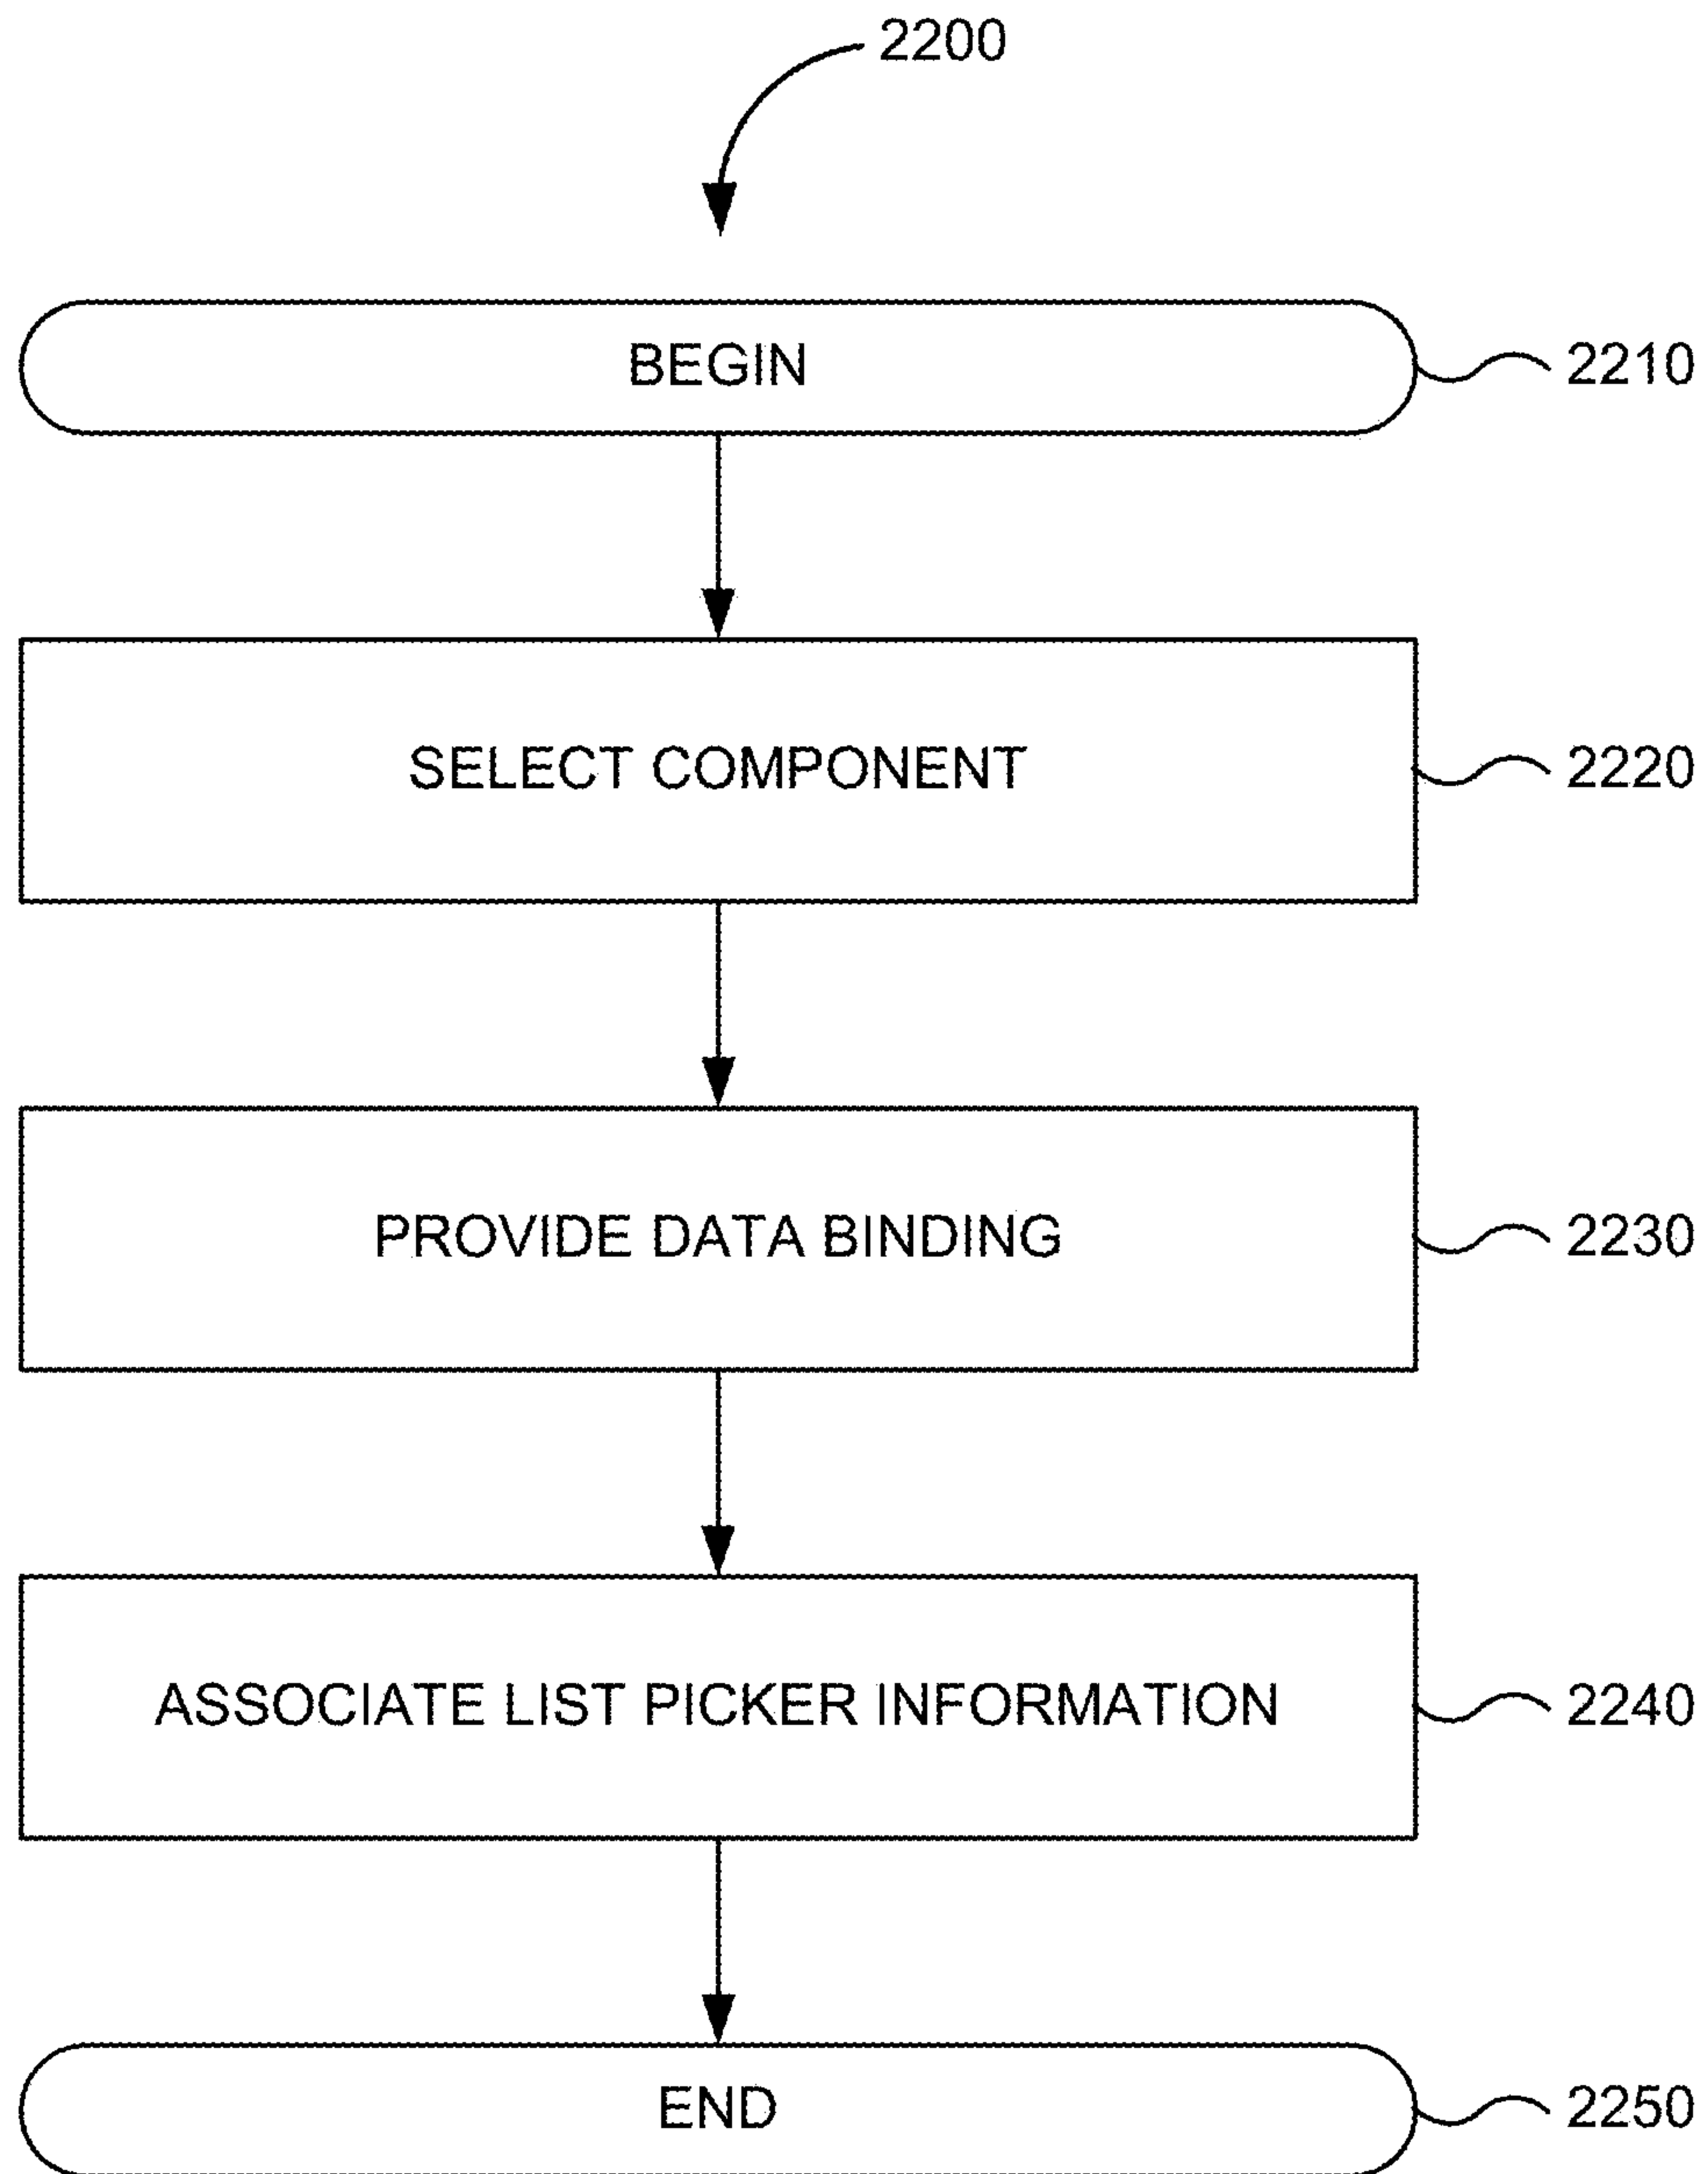 2200
BEGIN
2210
SELECT COMPONENT
2220
PROVIDE DATA BINDING
2230
ASSOCIATE LIST PICKER INFORMATION
2240
END
2250